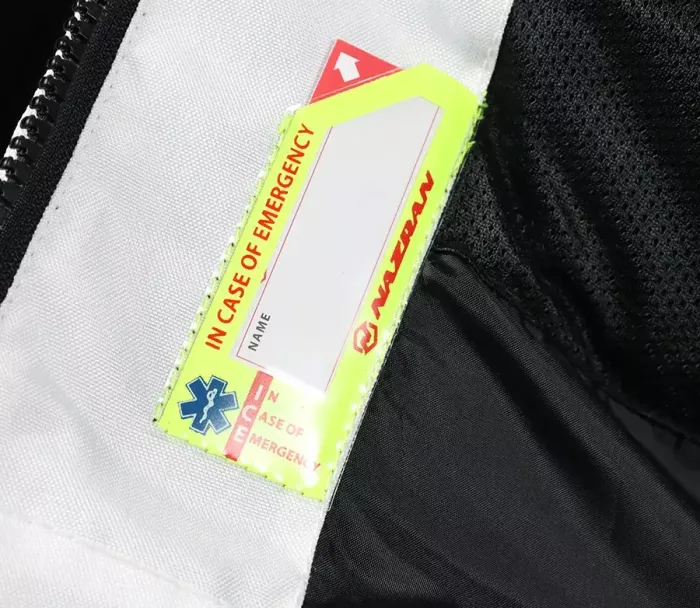 IN CASE OF EMERGENCY
NAME
NAZRAN
IN
CASE OF
EMERGENCY